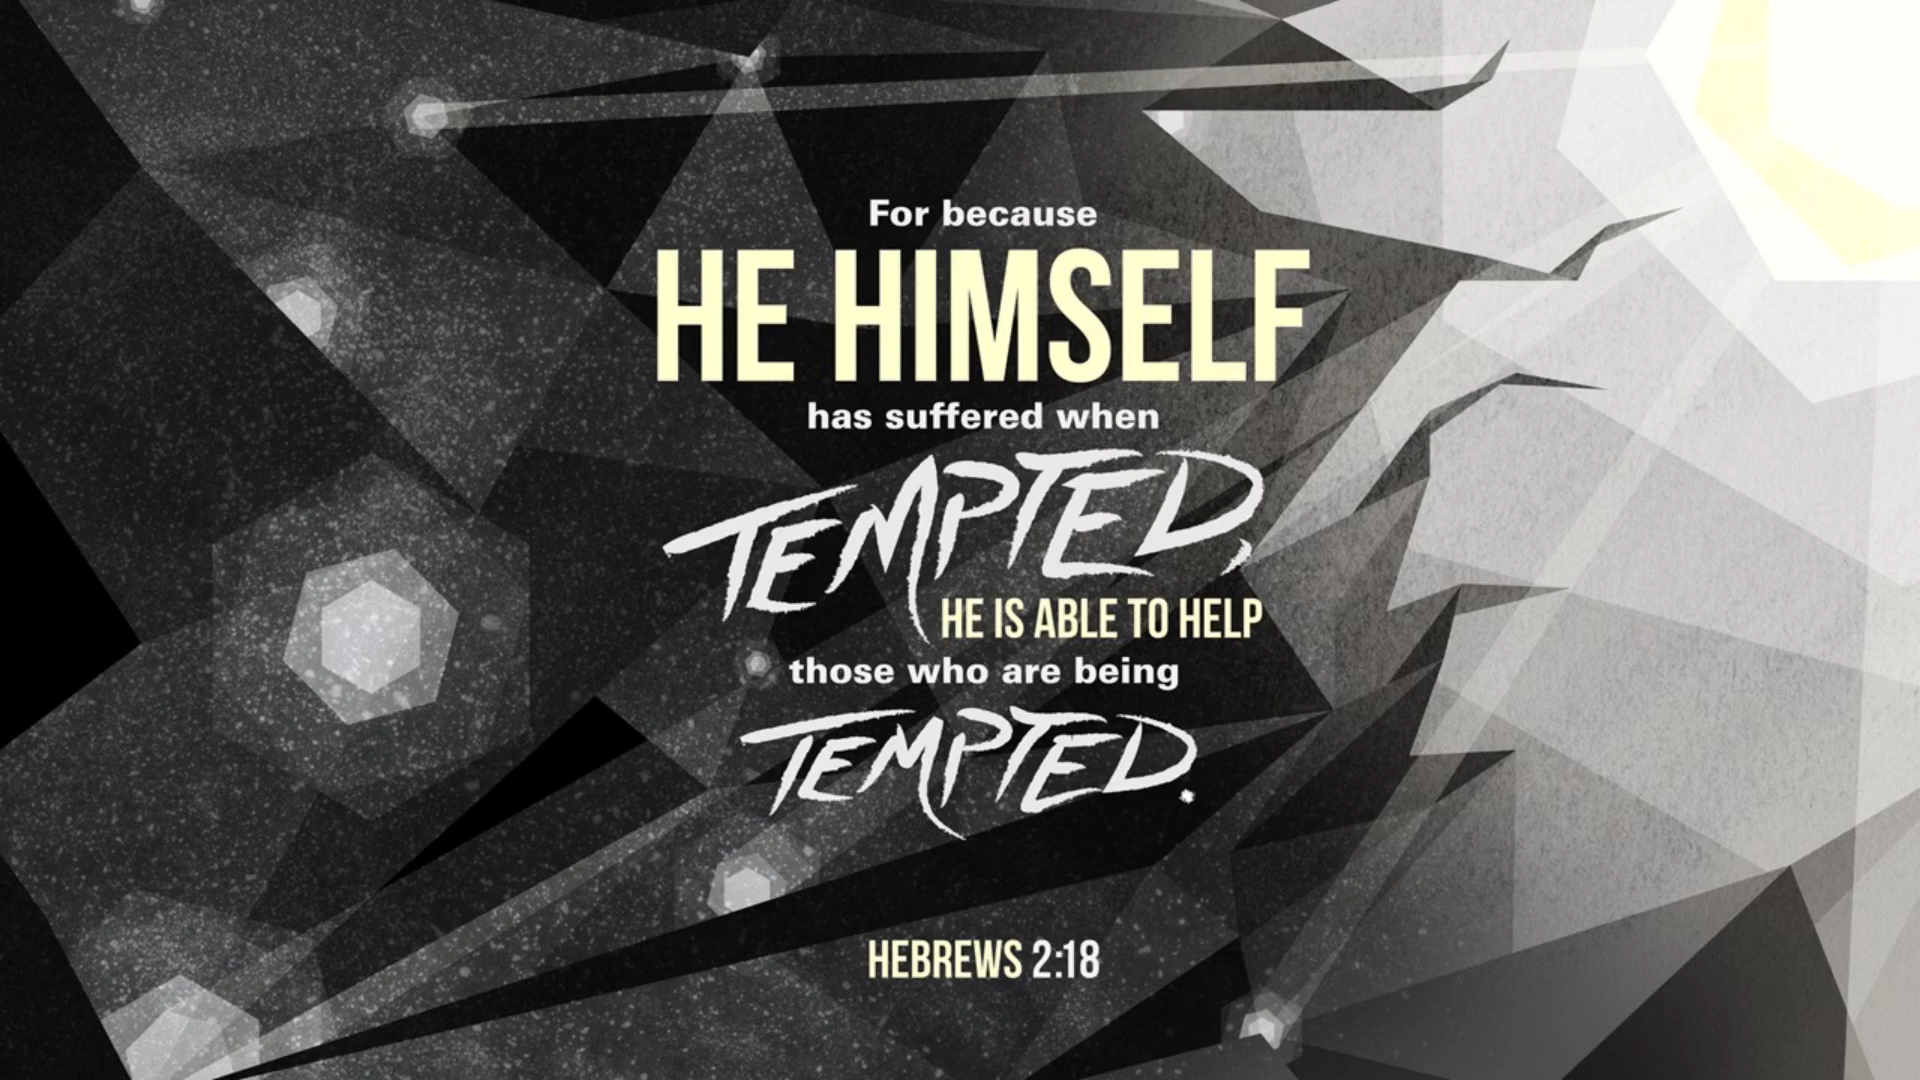 For because
HE HIMSELF
has suffered when
TEMPTED,
HE IS ABLE TO HELP
those who are being
TEMPTED.
HEBREWS 2:18